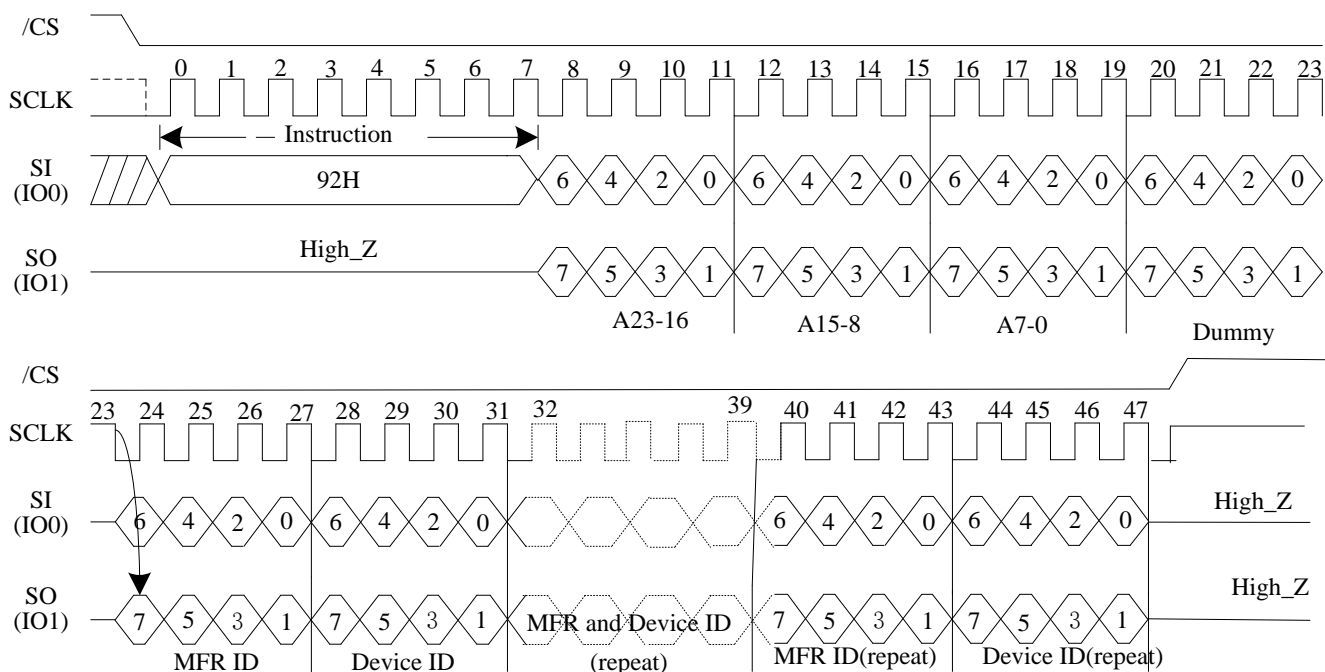 /CS
0 1 2 3 4 5 6 7 8 9 10 11 12 13 14 15 16 17 18 19 20 21 22 23
SCLK
Instruction
SI
(IO0)
92H
6 4 2 0 6 4 2 0 6 4 2 0 6 4 2 0
High_Z
SO
(IO1)
7 5 3 1 7 5 3 1 7 5 3 1 7 5 3 1
A23-16 A15-8 A7-0 Dummy
/CS
23 24 25 26 27 28 29 30 31 32 39 40 41 42 43 44 45 46 47
SCLK
SI
(IO0)
6 4 2 0 6 4 2 0 6 4 2 0 6 4 2 0
High_Z
SO
(IO1)
7 5 3 1 7 5 3 1 MFR and Device ID 7 5 3 1 7 5 3 1
High_Z
MFR ID Device ID (repeat) MFR ID(repeat) Device ID(repeat)